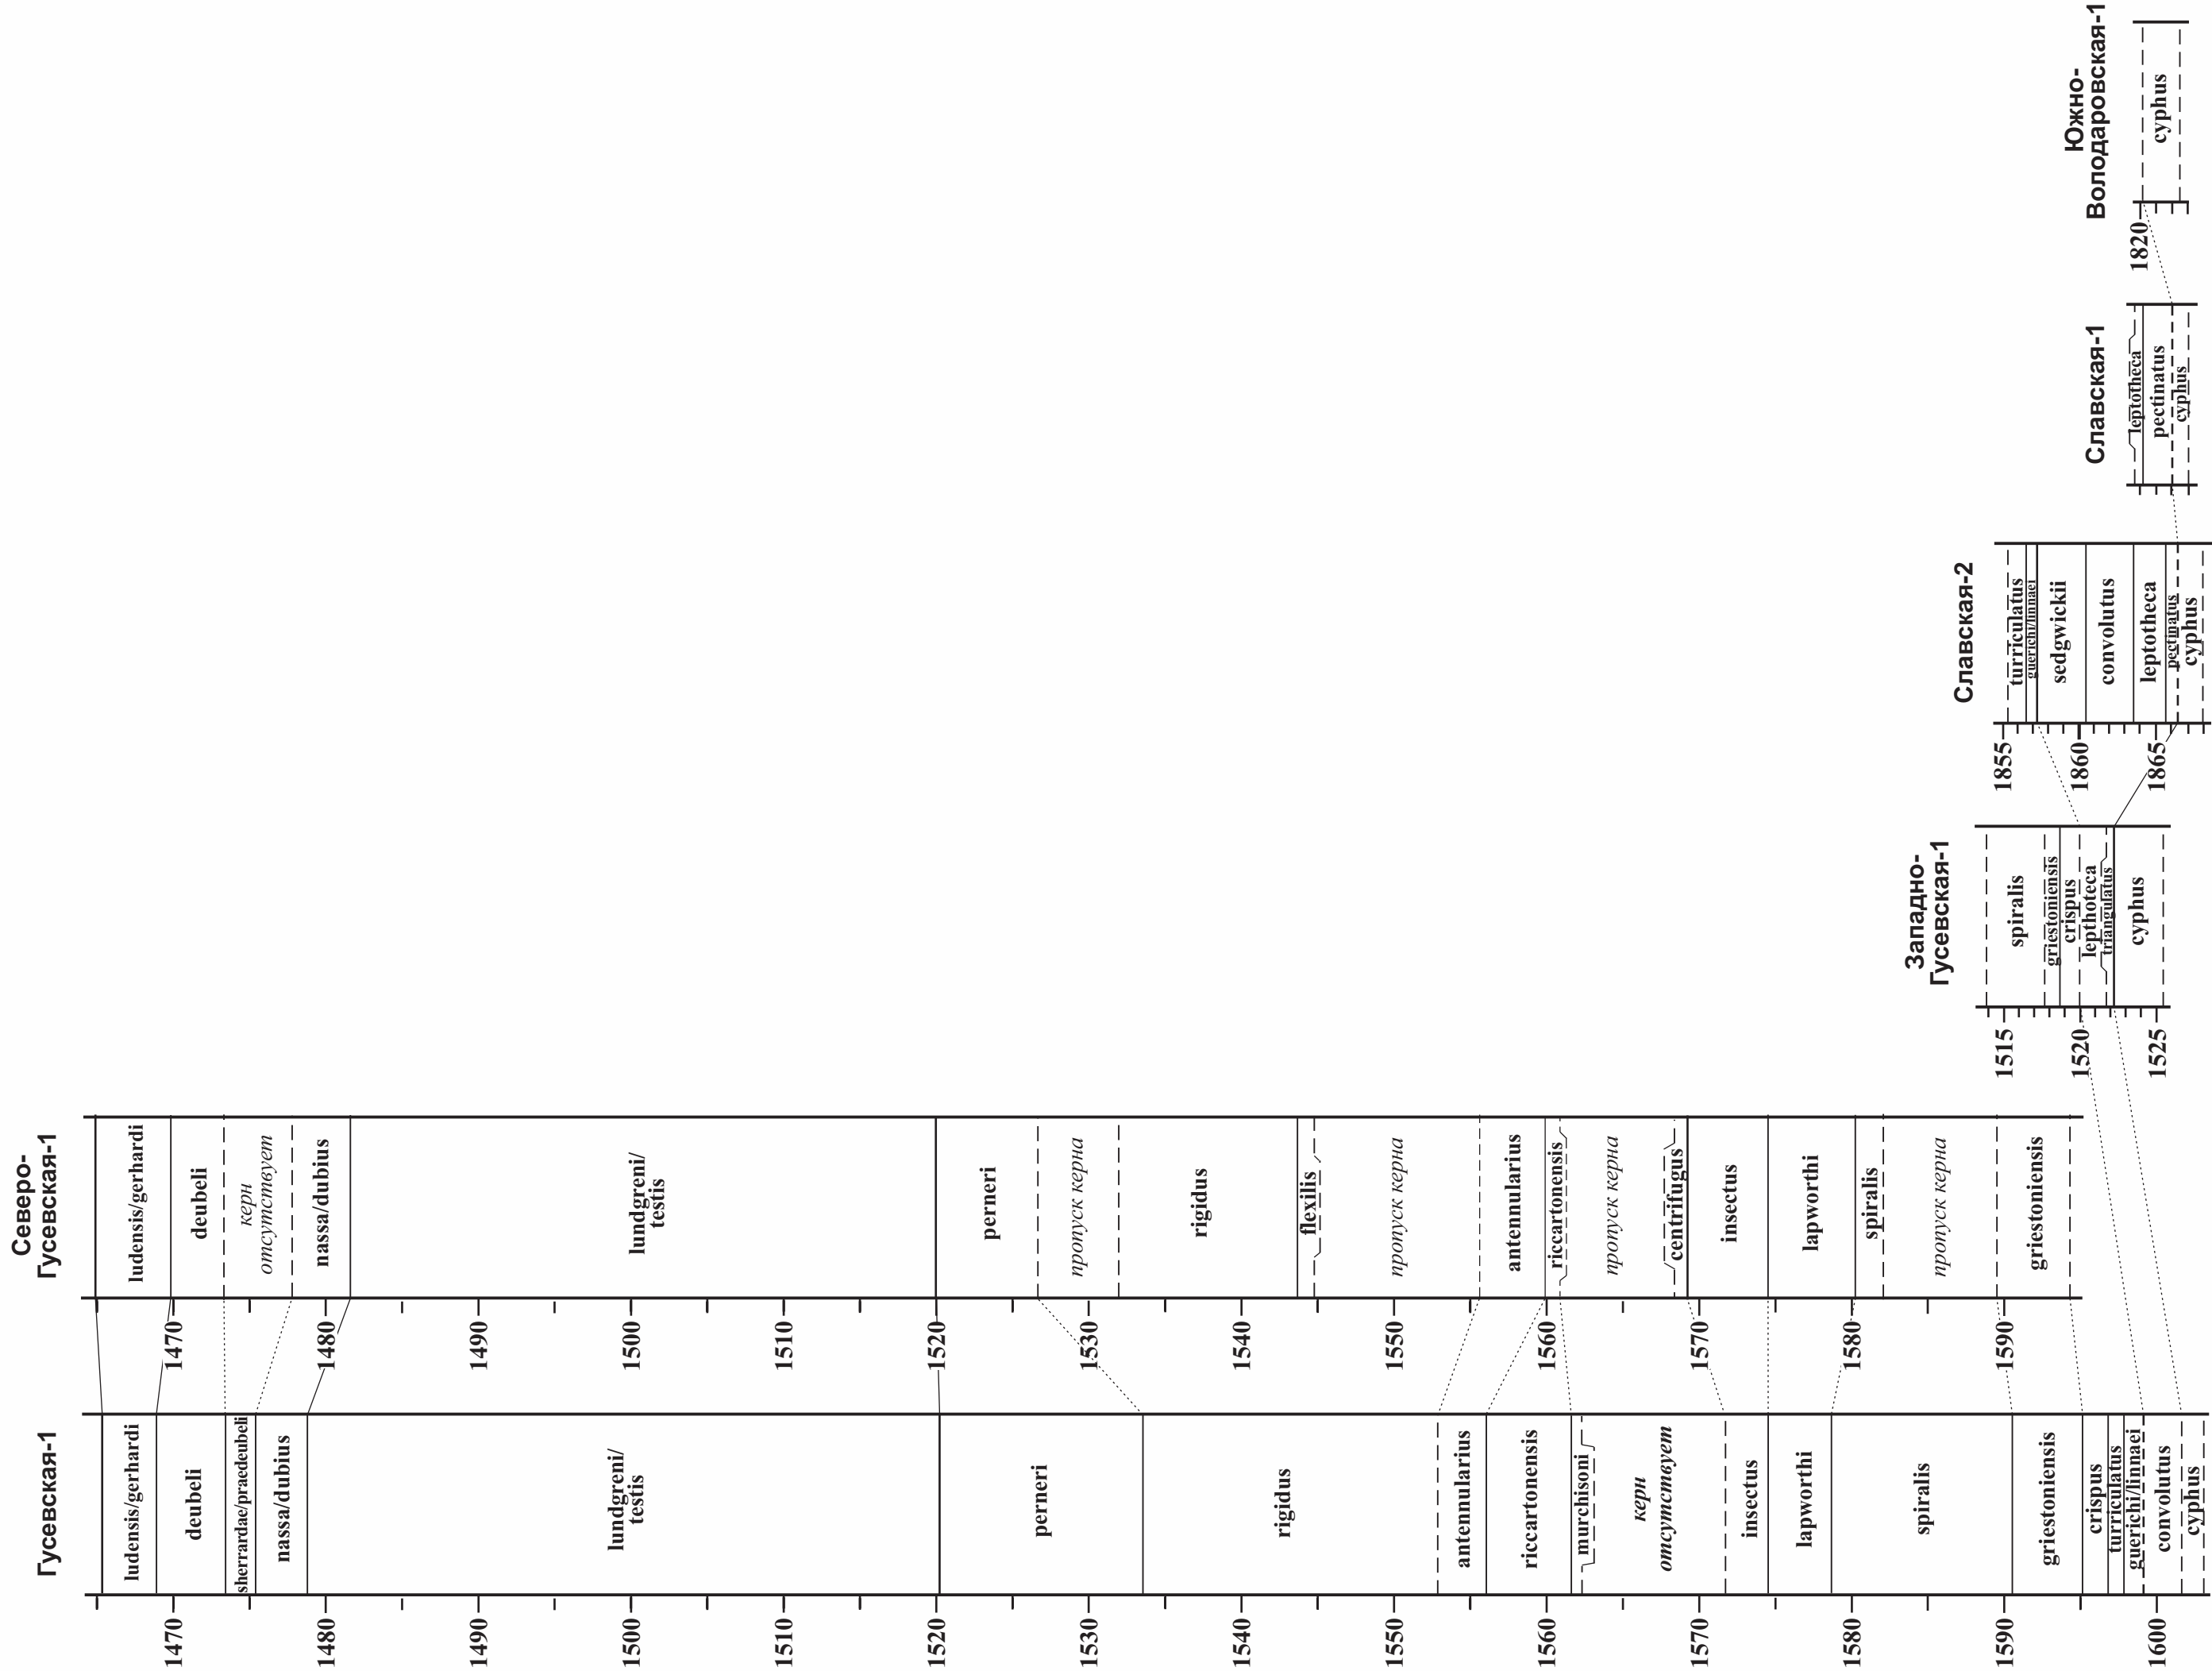 Гусевская-1
1470
1480
1490
1500
1510
1520
1530
1540
1550
1560
1570
1580
1590
1600
ludensis/gerhardi
deubeli
sherrardae/praedeubeli
nassa/dubius
lundgreni/
testis
perneri
rigidus
antennularius
riccartonensis
murchisoni
керн
отсутствует
insectus
lapworthi
spiralis
griestoniensis
crispus
turriculatus
guerichi/linnaei
convolutus
cyphus
Северо-
Гусевская-1
1470
1480
1490
1500
1510
1520
1530
1540
1550
1560
1570
1580
1590
ludensis/gerhardi
deubeli
керн
отсутствует
nassa/dubius
lundgreni/
testis
perneri
пропуск керна
rigidus
flexilis
пропуск керна
antennularius
riccartonensis
пропуск керна
centrifugus
insectus
lapworthi
spiralis
пропуск керна
griestoniensis
Западно-
Гусевская-1
1515
1520
1525
spiralis
griestoniensis
crispus
lepthoteca
triangulatus
cyphus
Славская-2
1855
1860
1865
turriculatus
guerichi/linnaei
sedgwickii
convolutus
leptotheca
pectinatus
cyphus
Славская-1
leptotheca
pectinatus
cyphus
Южно-
Володаровская-1
1820
cyphus